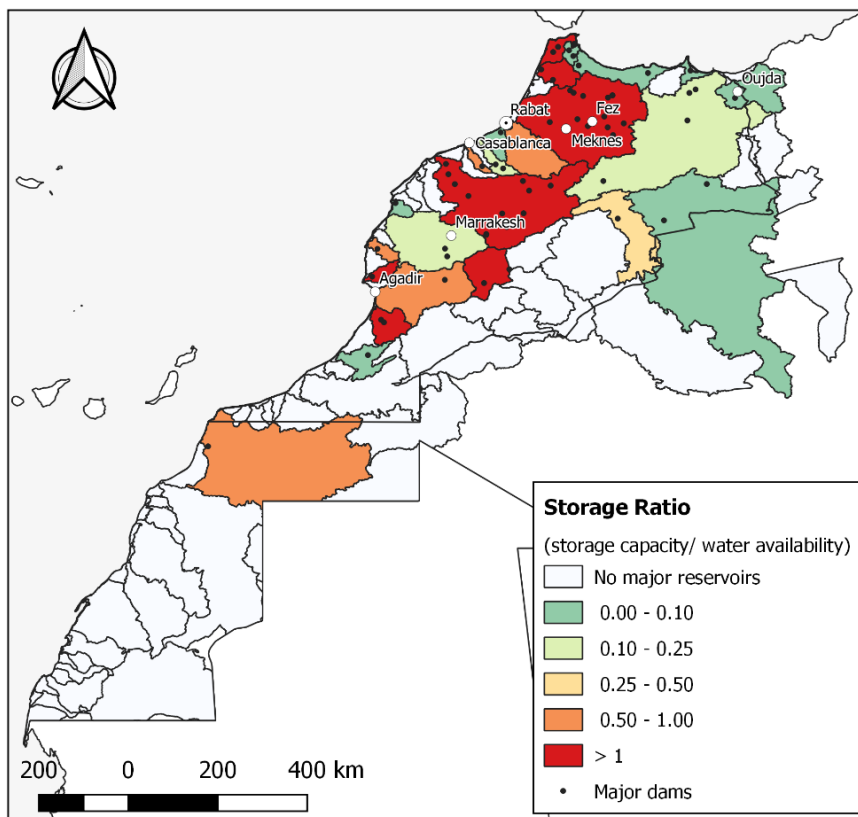 Oujda
Rabat
Fez
Casablanca
Meknes
Marrakesh
Agadir
Storage Ratio
(storage capacity/ water availability)
No major reservoirs
0.00 - 0.10
0.10 - 0.25
0.25 - 0.50
0.50 - 1.00
> 1
Major dams
200 0 200 400 km